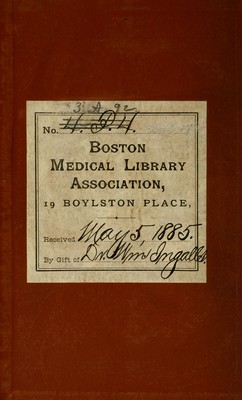 3 A 92
No. 4. P. 4.
BOSTON
MEDICAL LIBRARY
ASSOCIATION,
19 BOYLSTON PLACE,
Received May 5, 1885.
By Gift of Dr. Wm Ingalls.